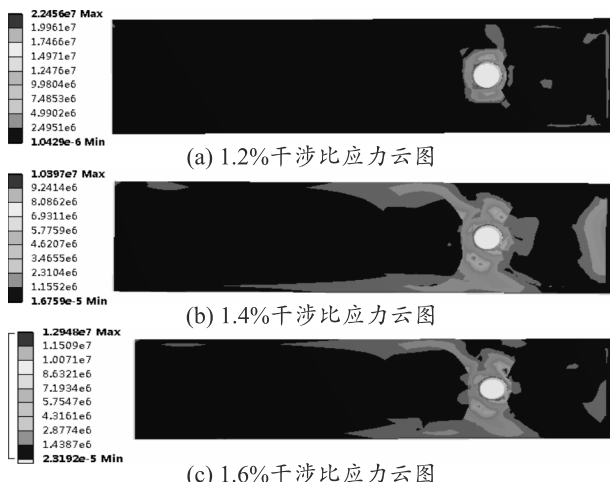 2.2456e7 Max
1.9961e7
1.7466e7
1.4971e7
1.2476e7
9.9804e6
7.4853e6
4.9902e6
2.4951e6
1.0429e-6 Min
(a) 1.2%干涉比应力云图
1.0397e7 Max
9.2414e6
8.0862e6
6.9311e6
5.7759e6
4.6207e6
3.4655e6
2.3104e6
1.1552e6
1.6759e-5 Min
(b) 1.4%干涉比应力云图
1.2948e7 Max
1.1509e7
1.0071e7
8.6321e6
7.1934e6
5.7547e6
4.3161e6
2.8774e6
1.4387e6
2.3192e-5 Min
(c) 1.6%干涉比应力云图